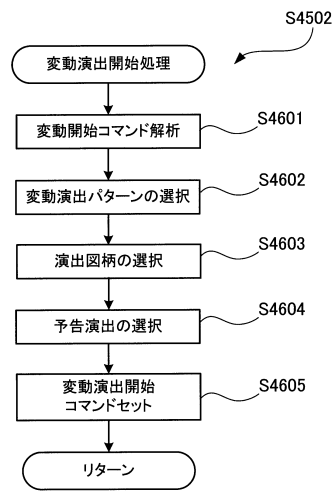 S4502
変動演出開始処理
S4601
変動開始コマンド解析
S4602
変動演出パターンの選択
S4603
演出図柄の選択
S4604
予告演出の選択
S4605
変動演出開始
コマンドセット
リターン